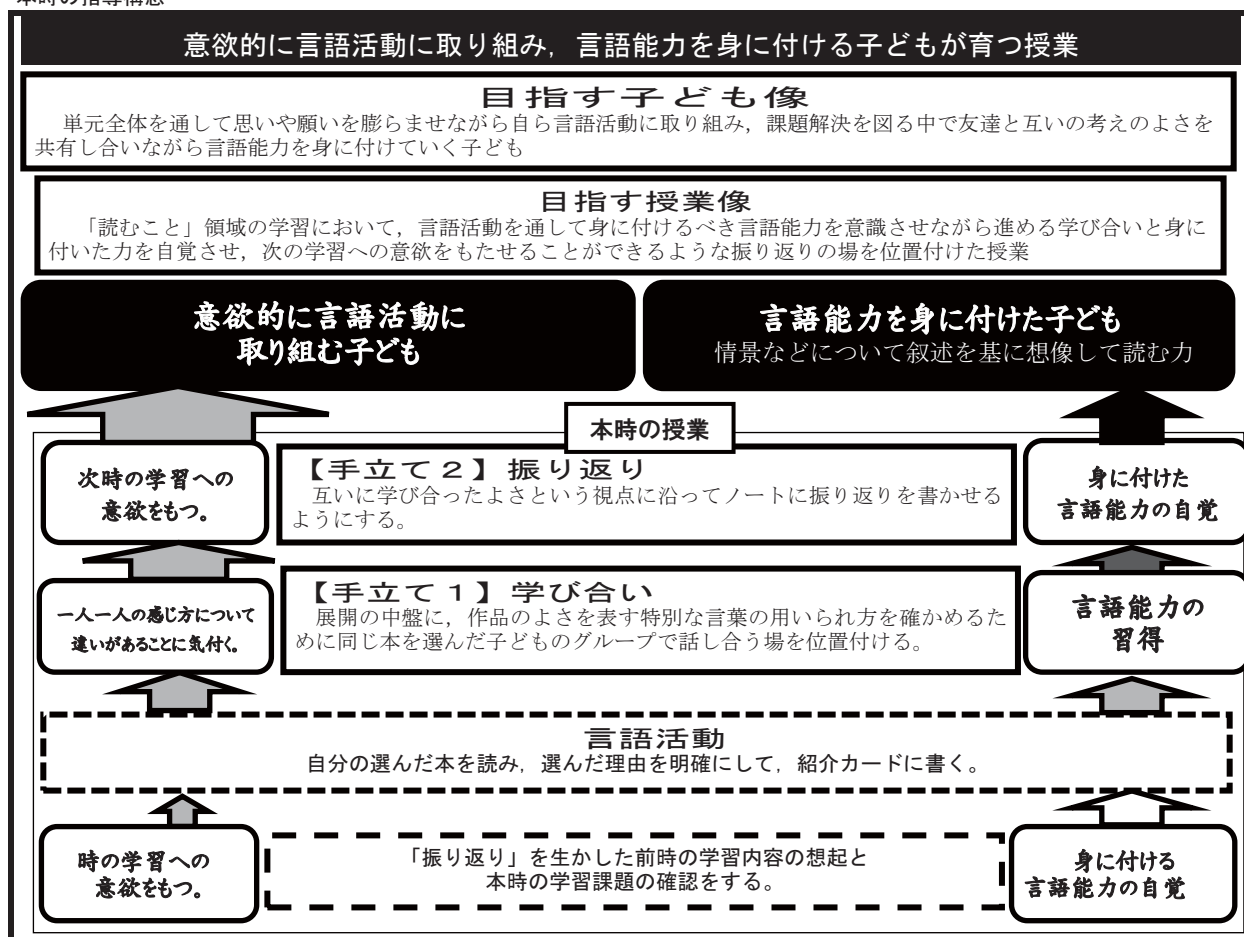 本時の指導構想
意欲的に言語活動に取り組み，言語能力を身に付ける子どもが育つ授業
目指す子ども像
単元全体を通して思いや願いを膨らませながら自ら言語活動に取り組み，課題解決を図る中で友達と互いの考えのよさを
共有し合いながら言語能力を身に付けていく子ども
目指す授業像
「読むこと」領域の学習において，言語活動を通して身に付けるべき言語能力を意識させながら進める学び合いと身に
付いた力を自覚させ，次の学習への意欲をもたせることができるような振り返りの場を位置付けた授業
意欲的に言語活動に
取り組む子ども
言語能力を身に付けた子ども
情景などについて叙述を基に想像して読む力
本時の授業
次時の学習への
意欲をもつ。
【手立て２】振り返り
互いに学び合ったよさという視点に沿ってノートに振り返りを書かせる
ようにする。
身に付けた
言語能力の自覚
一人一人の感じ方について
違いがあることに気付く。
【手立て１】学び合い
展開の中盤に，作品のよさを表す特別な言葉の用いられ方を確かめるた
めに同じ本を選んだ子どものグループで話し合う場を位置付ける。
言語能力の
習得
言語活動
自分の選んだ本を読み，選んだ理由を明確にして，紹介カードに書く。
時の学習への
意欲をもつ。
「振り返り」を生かした前時の学習内容の想起と
本時の学習課題の確認をする。
身に付ける
言語能力の自覚